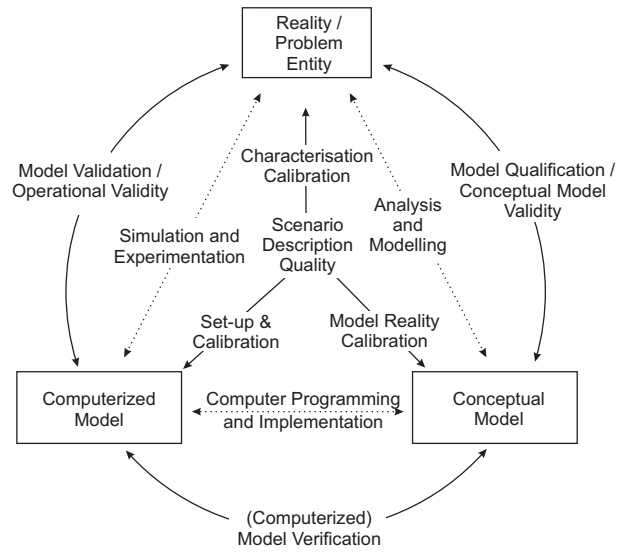 Reality /
Problem
Entity
Characterisation
Calibration
Model Validation /
Operational Validity
Model Qualification /
Conceptual Model
Validity
Simulation and
Experimentation
Scenario
Description
Quality
Analysis
and
Modelling
Set-up &
Calibration
Model Reality
Calibration
Computerized
Model
Computer Programming
and Implementation
Conceptual
Model
(Computerized)
Model Verification